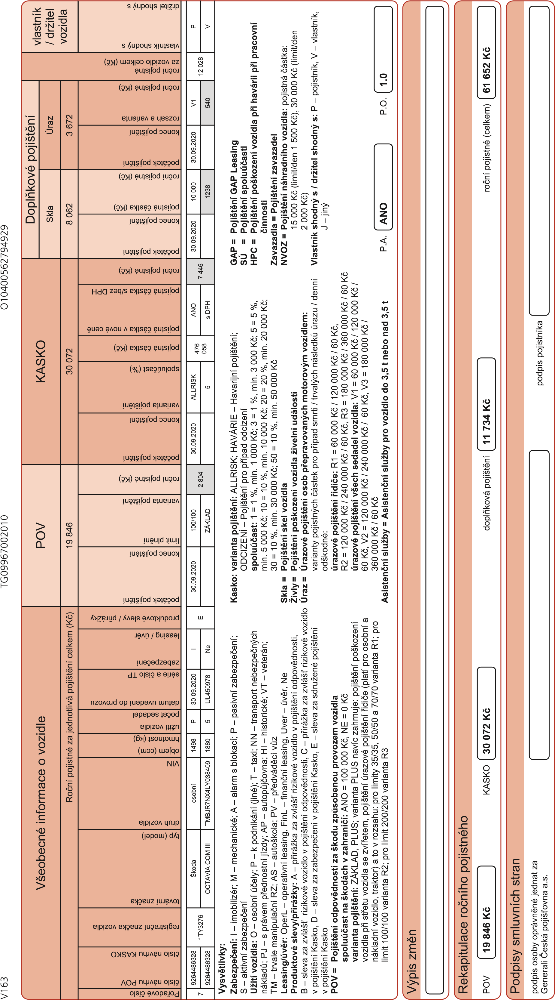 V163
TG09967002010
O104005627949​29
Všeobecné informace o vozidle
POV
KASKO
Doplňkové pojištění
vlastník / držitel vozidla
Skla
Úraz
Roční pojistné za jednotlivá pojištění celkem (Kč)
19 846
30 072
8 062
3 672
Pořadové číslo
číslo návrhu POV
číslo návrhu KASKO
registrační značka vozidla
tovární značka
typ (model)
druh vozidla
VIN
objem (ccm)
hmotnost (kg)
užití vozidla
počet sedadel
datum uvedení do provozu
série a číslo TP
zabezpečení
leasing / úvěr
produktové slevy / přirážky
počátek pojištění
konec pojištění
limit plnění
varianta
roční pojistné (Kč)
počátek pojištění
konec pojištění
varianta pojištění
spoluúčast (%)
pojistná částka (Kč)
pojistná částka v nové ceně
pojistná částka s/bez DPH
roční pojistné (Kč)
počátek pojištění
konec pojištění
pojistná částka (Kč)
roční pojistné (Kč)
počátek pojištění
konec pojištění
rozsah a varianta
roční pojistné (Kč)
roční pojistné za vozidlo celkem (Kč)
vlastník shodný s
držitel shodný s
7
9264486328
9264486328
1TY3276
Škoda
OCTAVIA COM III
osobní
TMBJR7NX4LY038409
1498
1880
P
5
30.09.2020
UL450978
I
Ne
E
30.09.2020
100/100
ZÁKLAD
2 804
30.09.2020
ALLRISK
5
476 058
ANO
s DPH
7 446
30.09.2020
10 000
1238
30.09.2020
V1
540
12 028
P
V
Vysvětlivky:
Zabezpečení: I – imobilizér; M – mechanické; A – alarm s blokací; P – pasivní zabezpečení;
S – aktivní zabezpečení
Užití vozidla: O – osobní účely; P – k podnikání (jiné); T – taxi; NN – transport nebezpečných
nákladů; PJ – s právem přednostní jízdy; AP – autopůjčovna; HI – historické; VT – veterán;
TM – trvale manipulační RZ; AS – autoškola; PV – předváděcí vůz
Leasing/úvěr: OperL – operativní leasing, FinL – finanční leasing, Uver – úvěr, Ne
Produktové slevy/přirážky: A – přirážka za zvlášť rizikové vozidlo v pojištění odpovědnosti,
B – sleva za zvlášť rizikové vozidlo v pojištění odpovědnosti, C – přirážka za zvlášť rizikové vozidlo
v pojištění Kasko, D – sleva za zabezpečení v pojištění Kasko, E – sleva za sdružené pojištění
v pojištění Kasko
POV = Pojištění odpovědnosti za škodu způsobenou provozem vozidla
spoluúčast na škodách v zahraničí: ANO = 100 000 Kč, NE = 0 Kč
varianta pojištění: ZÁKLAD, PLUS; varianta PLUS navíc zahrnuje: pojištění poškození
vozidla při střetu vozidla se zvířetem, pojištění úrazové pojištění řidiče (platí pro osobní a
nákladní vozidlo, traktor) a to v rozsahu: pro limity 35/35, 50/50 a 70/70 varianta R1; pro
limit 100/100 varianta R2; pro limit 200/200 varianta R3
Kasko: varianta pojištění: ALLRISK; HAVÁRIE – Havarijní pojištění;
ODCIZENÍ – Pojištění pro případ odcizení
spoluúčast: 1 = 1 %, min. 1 000 Kč; 3 = 1 %, min. 3 000 Kč; 5 = 5 %,
min. 5 000 Kč; 10 = 10 %, min. 10 000 Kč; 20 = 20 %, min. 20 000 Kč;
30 = 10 %, min. 30 000 Kč; 50 = 10 %, min. 50 000 Kč
Skla = Pojištění skel vozidla
Živly = Pojištění poškození vozidla živelní událostí
Úraz = Úrazové pojištění osob přepravovaných motorovým vozidlem:
varianty pojistných částek pro případ smrti / trvalých následků úrazu / denní
odškodné:
úrazové pojištění řidiče: R1 = 60 000 Kč / 120 000 Kč / 60 Kč,
R2 = 120 000 Kč / 240 000 Kč / 60 Kč, R3 = 180 000 Kč / 360 000 Kč / 60 Kč
úrazové pojištění všech sedadel vozidla: V1 = 60 000 Kč / 120 000 Kč /
60 Kč, V2 = 120 000 Kč / 240 000 Kč / 60 Kč, V3 = 180 000 Kč /
360 000 Kč / 60 Kč
Asistenční služby = Asistenční služby pro vozidlo do 3,5 t nebo nad 3,5 t
GAP = Pojištění GAP Leasing
SÚ = Pojištění spoluúčasti
HPC = Pojištění poškození vozidla při havárii při pracovní
činnosti
Zavazadla = Pojištění zavazadel
NVOZ = Pojištění náhradního vozidla: pojistná částka:
15 000 Kč (limit/den 1 500 Kč), 30 000 Kč (limit/den
2 000 Kč)
Vlastník shodný s / držitel shodný s: P – pojistník, V – vlastník,
J – jiný
P.A. ANO
P.O. 1.0
Výpis změn
Rekapitulace ročního pojistného
POV 19 846 Kč
KASKO 30 072 Kč
doplňková pojištění 11 734 Kč
roční pojistné (celkem) 61 652 Kč
Podpisy smluvních stran
podpis osoby oprávněné jednat za
Generali Česká pojišťovna a.s.
podpis pojistníka